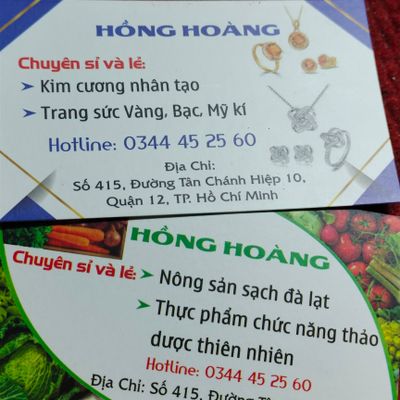 HỒNG HOÀNG
Chuyên sỉ và lẻ:
➤ Kim cương nhân tạo
➤ Trang sức Vàng, Bạc, Mỹ kí
Hotline: 0344 45 25 60
Địa Chỉ:
Số 415, Đường Tân Chánh Hiệp 10,
Quận 12, TP. Hồ Chí Minh
HỒNG HOÀNG
Chuyên sỉ và lẻ: ➤ Nông sản sạch đà lạt
➤ Thực phẩm chức năng thảo
dược thiên nhiên
Hotline: 0344 45 25 60
Địa Chỉ: Số 415, Đường